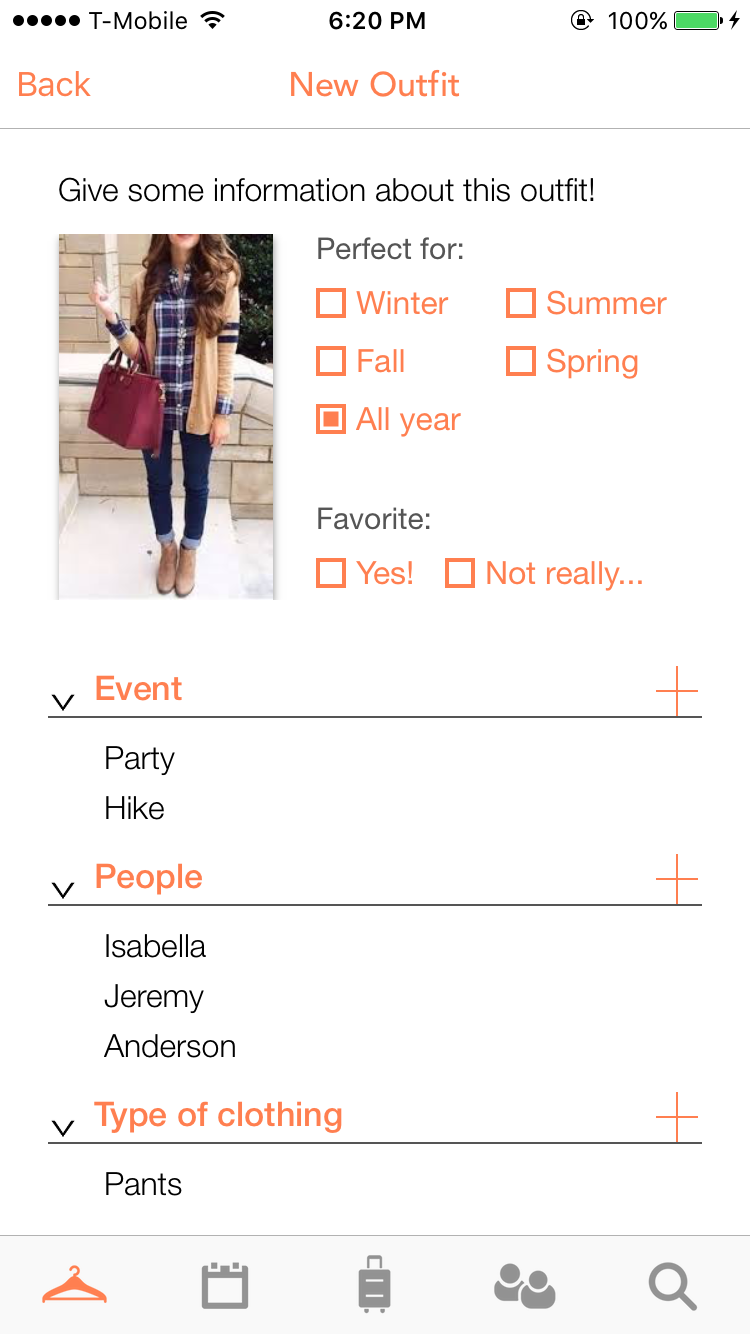 T-Mobile 6:20 PM 100%
Back New Outfit
Give some information about this outfit!
Perfect for:
Winter Summer
Fall Spring
All year
Favorite:
Yes! Not really...
Event
Party
Hike
People
Isabella
Jeremy
Anderson
Type of clothing
Pants